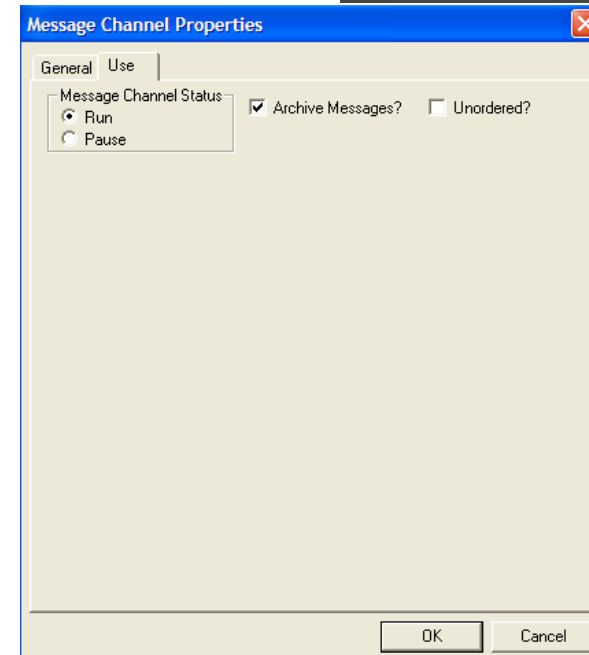 Message Channel Properties
General Use
Message Channel Status
Run
Pause
Archive Messages?
Unordered?
OK Cancel